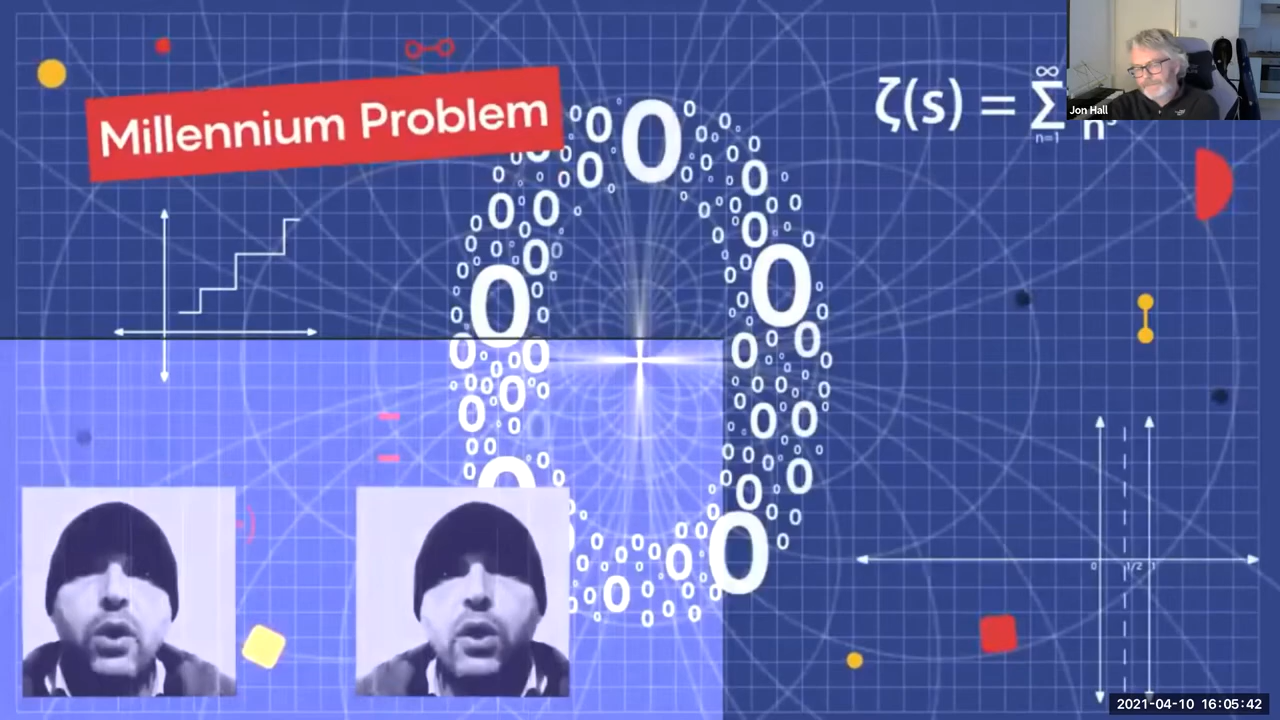 Millennium Problem
ζ(s) = Σ
∞
n=1
n
Jon Hall
0 1/2 1
2021-04-10 16:05:42